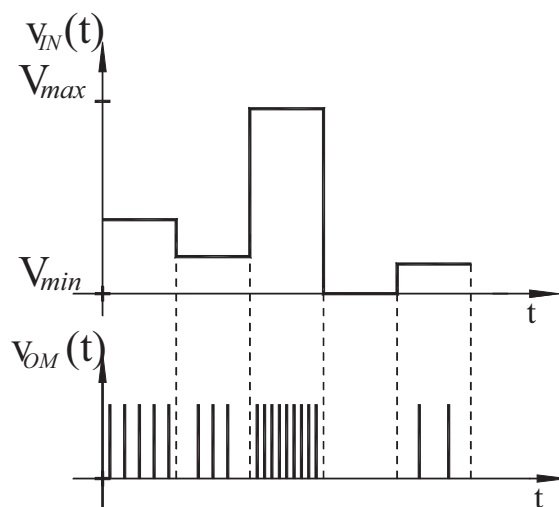 v_IN(t)
V_max
V_min
t
v_OM(t)
t